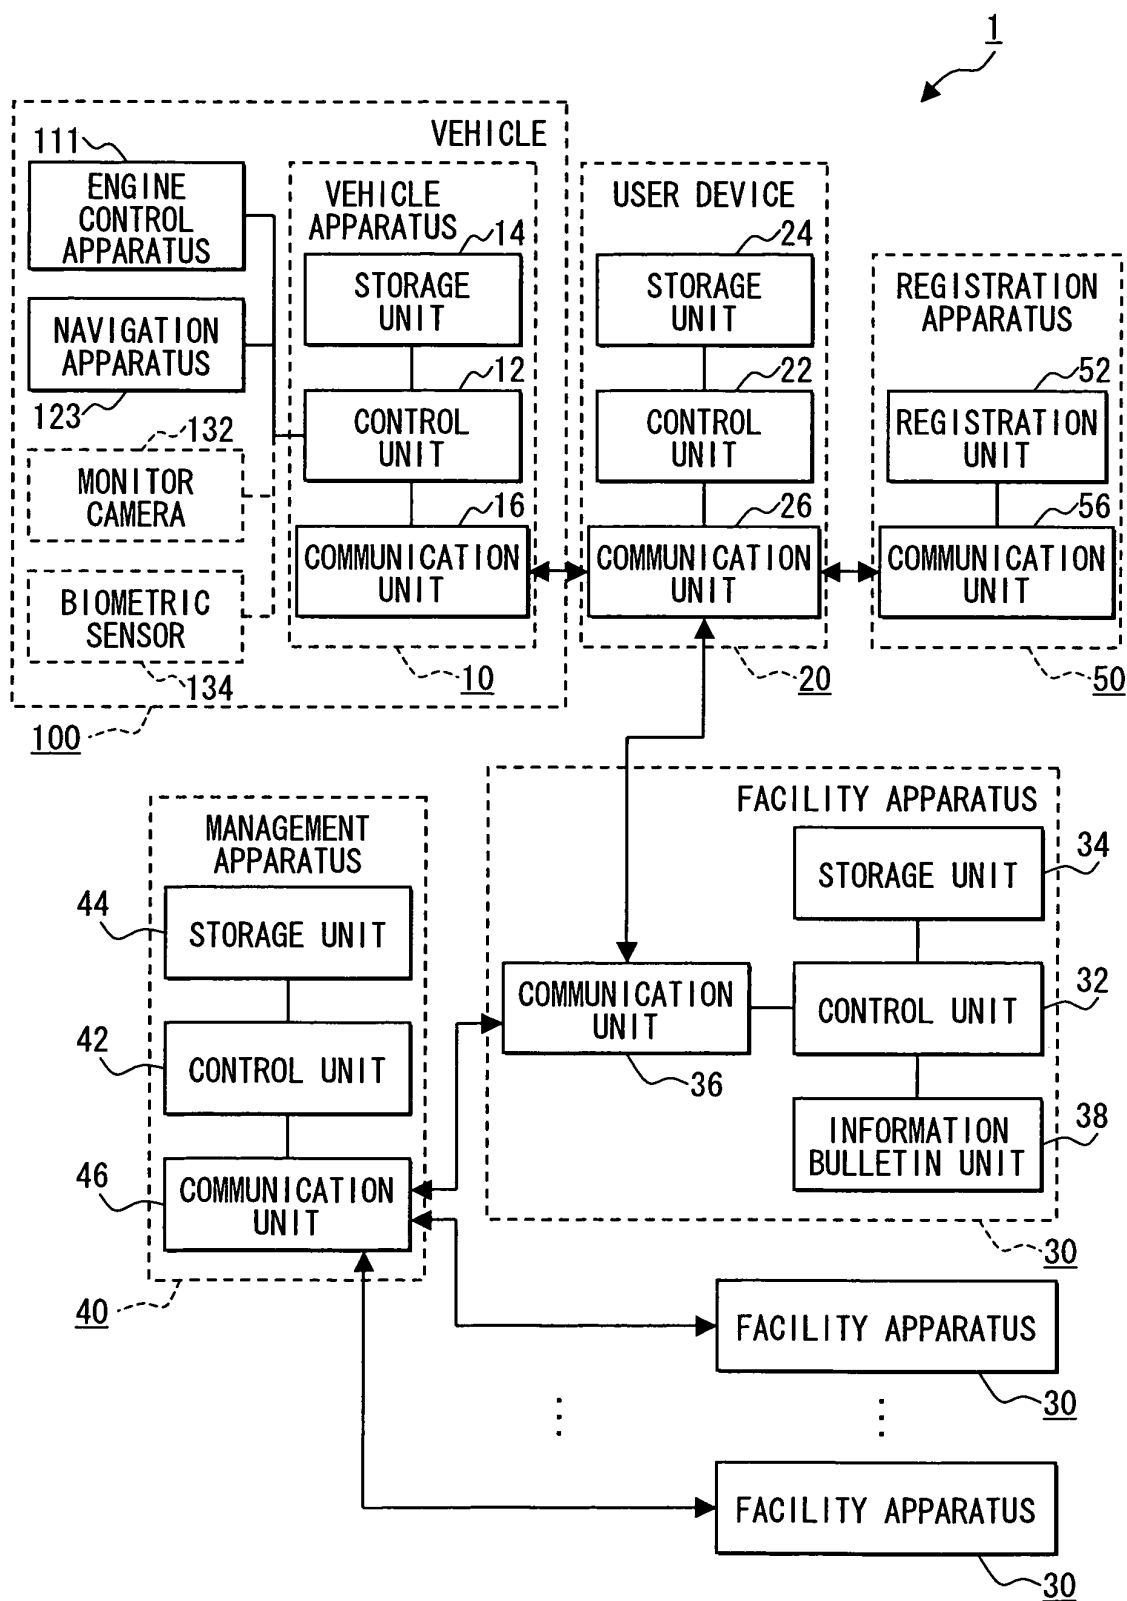 1
VEHICLE
111
ENGINE
CONTROL
APPARATUS
NAVIGATION
APPARATUS
123
132
MONITOR
CAMERA
BIOMETRIC
SENSOR
134
100
VEHICLE
APPARATUS
14
STORAGE
UNIT
12
CONTROL
UNIT
16
COMMUNICATION
UNIT
10
USER DEVICE
24
STORAGE
UNIT
22
CONTROL
UNIT
26
COMMUNICATION
UNIT
20
REGISTRATION
APPARATUS
52
REGISTRATION
UNIT
56
COMMUNICATION
UNIT
50
MANAGEMENT
APPARATUS
44
STORAGE UNIT
42
CONTROL UNIT
46
COMMUNICATION
UNIT
40
FACILITY APPARATUS
34
STORAGE UNIT
COMMUNICATION
UNIT
36
32
CONTROL UNIT
38
INFORMATION
BULLETIN UNIT
30
FACILITY APPARATUS
30
FACILITY APPARATUS
30